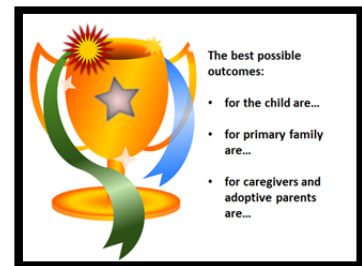 The best possible
outcomes:
• for the child are…
• for primary family
are…
• for caregivers and
adoptive parents
are…